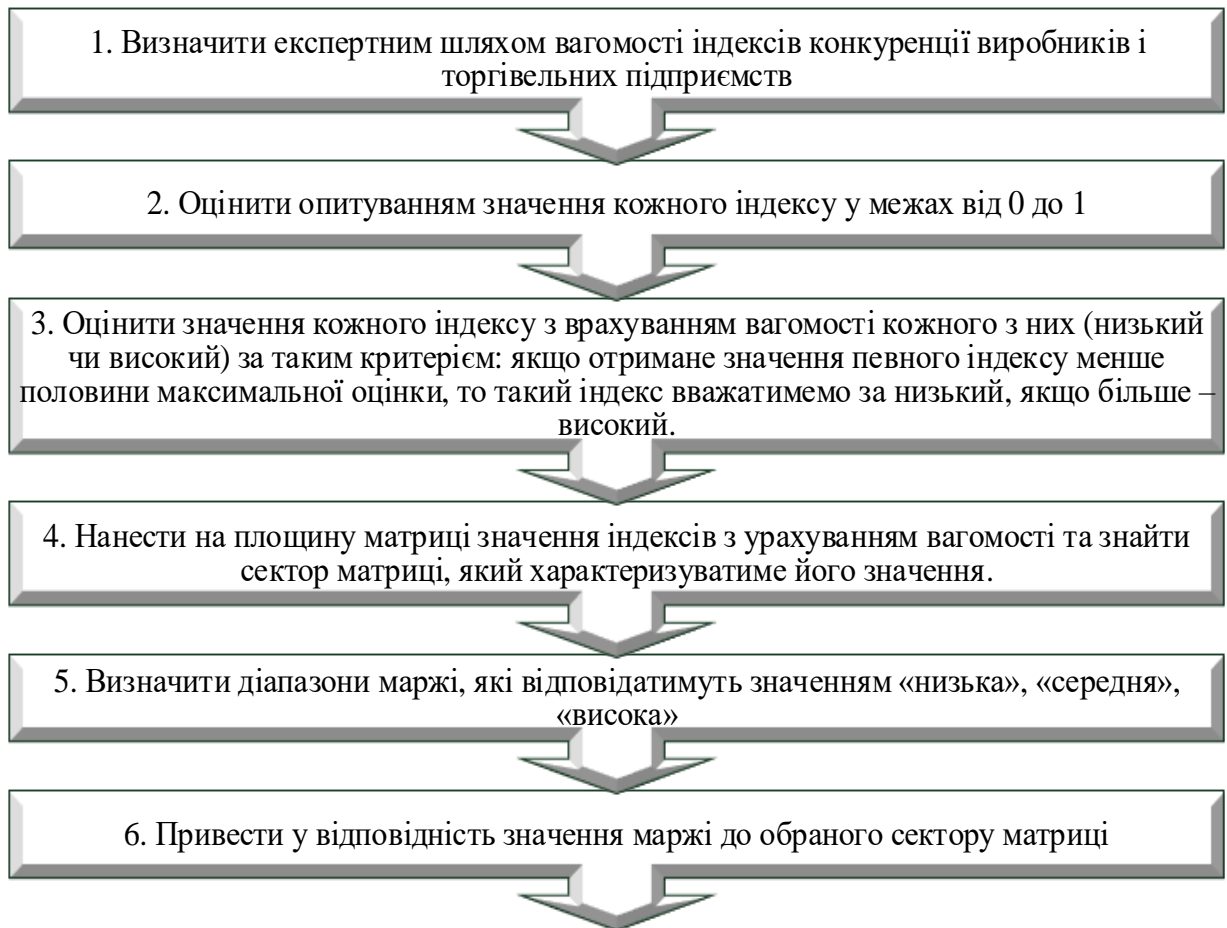 1. Визначити експертним шляхом вагомості індексів конкуренції виробників і
торгівельних підприємств
2. Оцінити опитуванням значення кожного індексу у межах від 0 до 1
3. Оцінити значення кожного індексу з врахуванням вагомості кожного з них (низький
чи високий) за таким критерієм: якщо отримане значення певного індексу менше
половини максимальної оцінки, то такий індекс вважатимемо за низький, якщо більше –
високий.
4. Нанести на площину матриці значення індексів з урахуванням вагомості та знайти
сектор матриці, який характеризуватиме його значення.
5. Визначити діапазони маржі, які відповідатимуть значенням «низька», «середня»,
«висока»
6. Привести у відповідність значення маржі до обраного сектору матриці